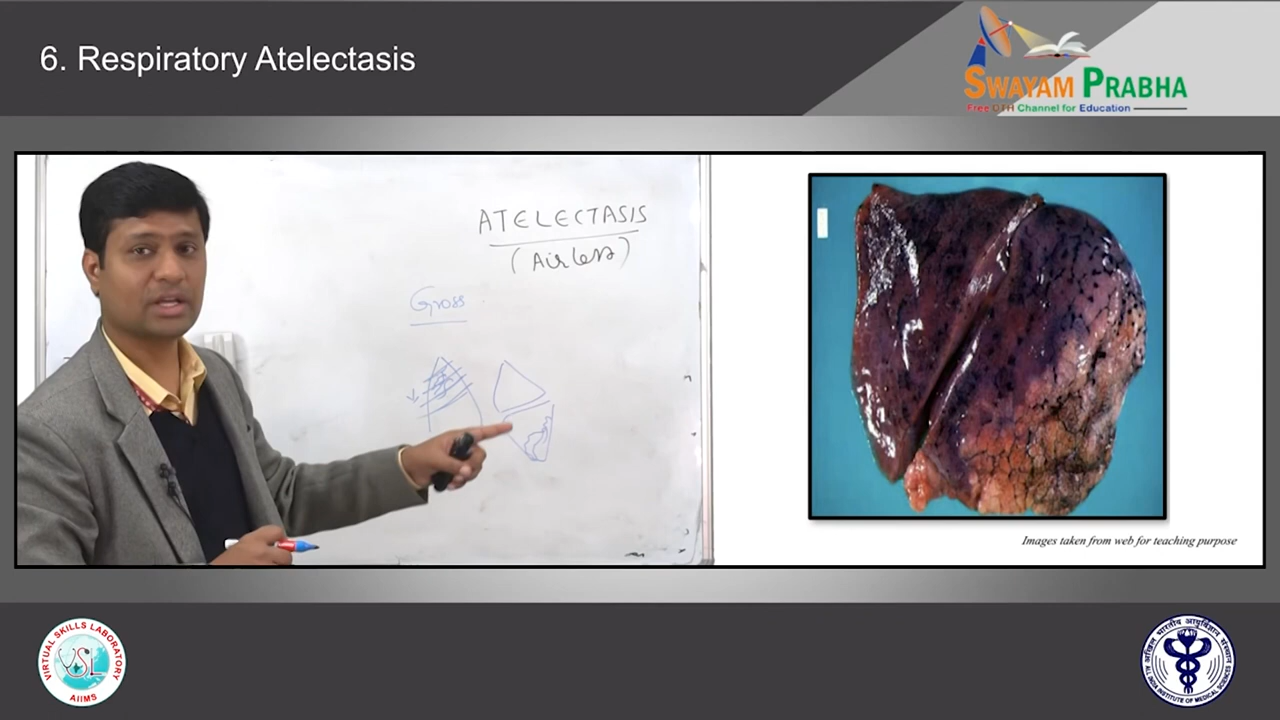 6. Respiratory Atelectasis
SWAYAM PRABHA
Free DTH Channel for Education
ATELECTASIS
(Airless)
Gross
Images taken from web for teaching purpose
VIRTUAL SKILLS LABORATORY
VSL
AIIMS